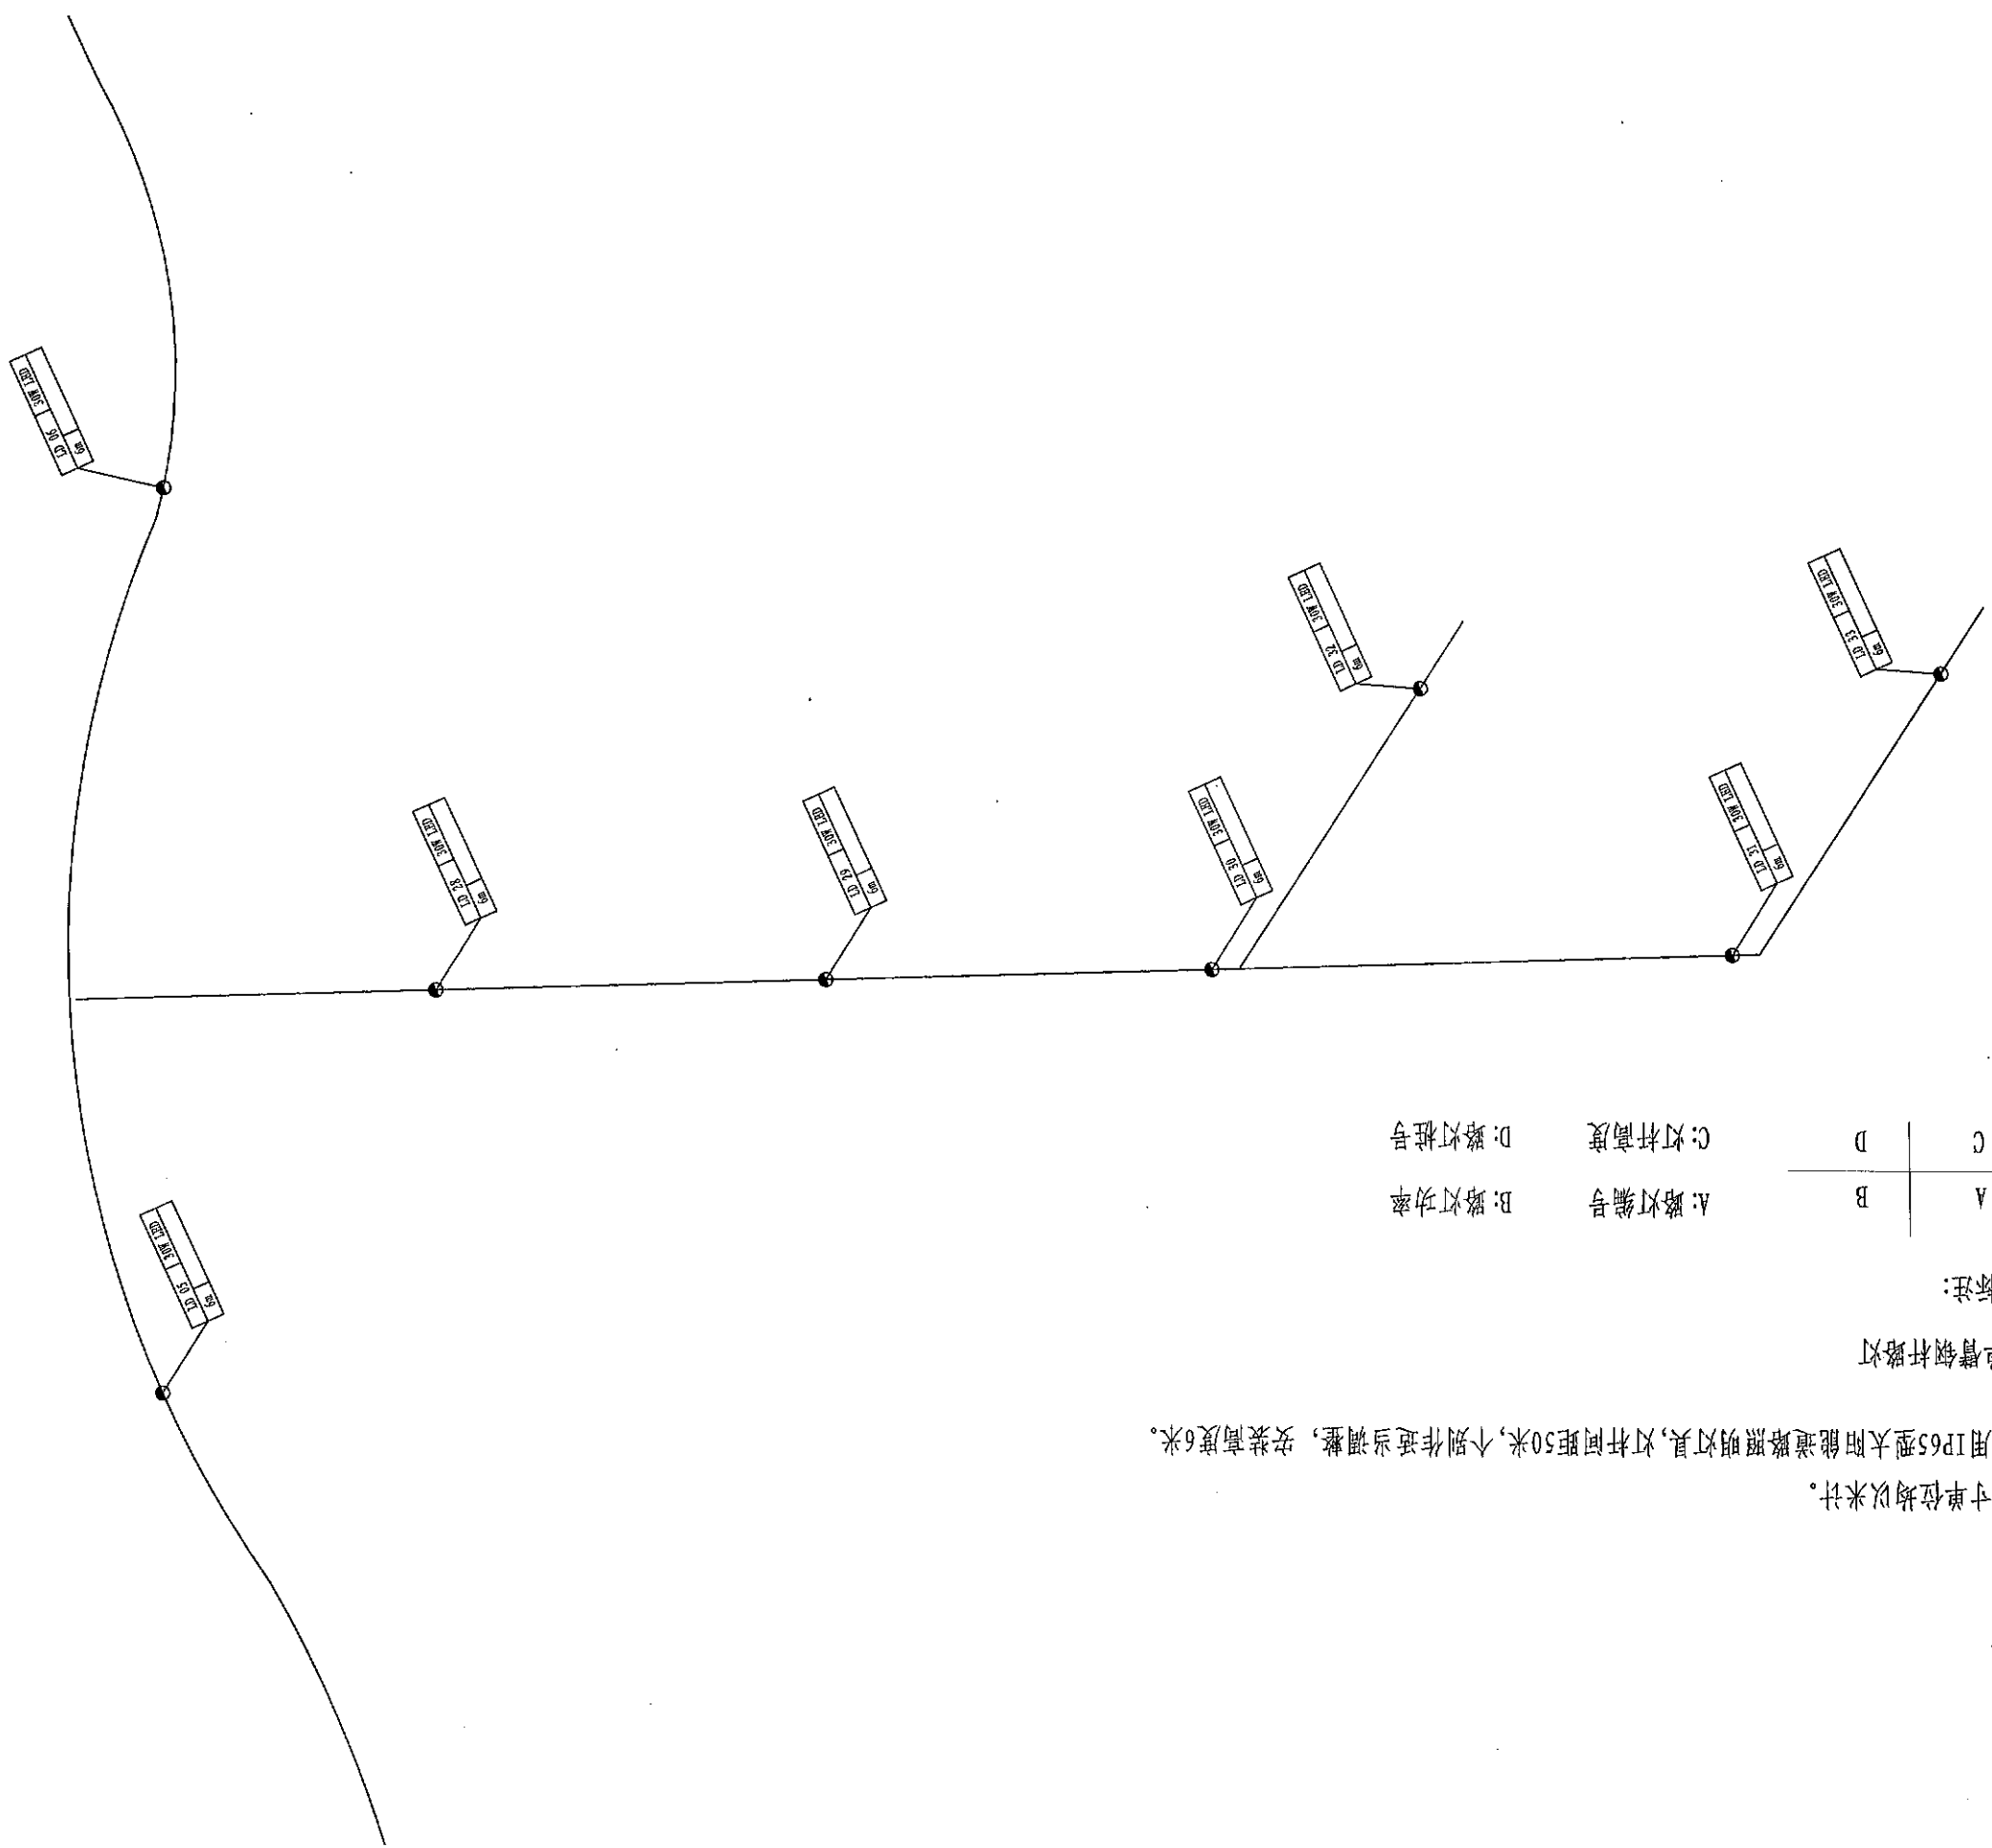 寸单位均以米计。
用IP65型太阳能道路照明灯具,灯杆间距50米,个别作适当调整, 安装高度6米。
臂钢杆路灯
标注:
A B A:路灯编号 B:路灯功率
C D C:灯杆高度 D:路灯桩号
LD 05 30W LED
6m
LD 31 30W LED
6m
LD 30 30W LED
6m
LD 29 30W LED
6m
LD 28 30W LED
6m
LD 33 30W LED
6m
LD 32 30W LED
6m
LD 06 30W LED
6m